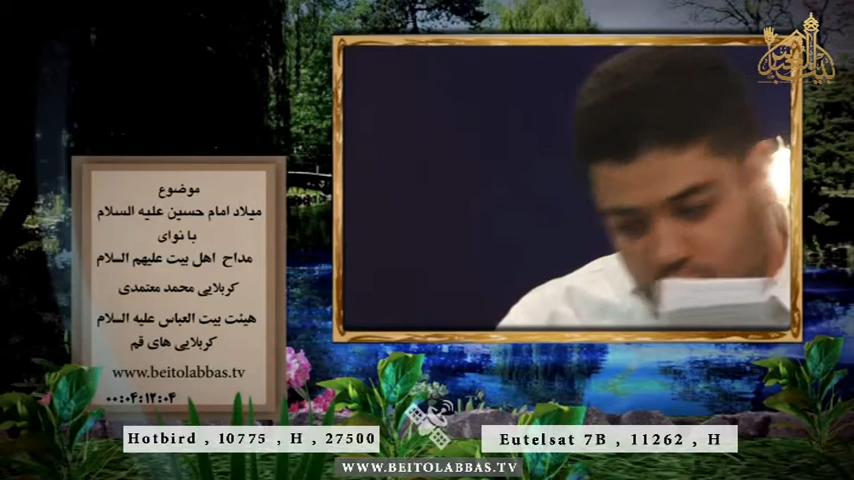 موضوع
میلاد امام حسین علیه السلام
با نوای
مداح اهل بیت علیهم السلام
کربلایی محمد معتمدی
هیئت بیت العباس علیه السلام
کربلایی های قم
www.beitolabbas.tv
۰۰:۰۴:۱۲:۰۴
Hotbird , 10775 , H , 27500
Eutelsat 7B , 11262 , H
WWW.BEITOLABBAS.TV